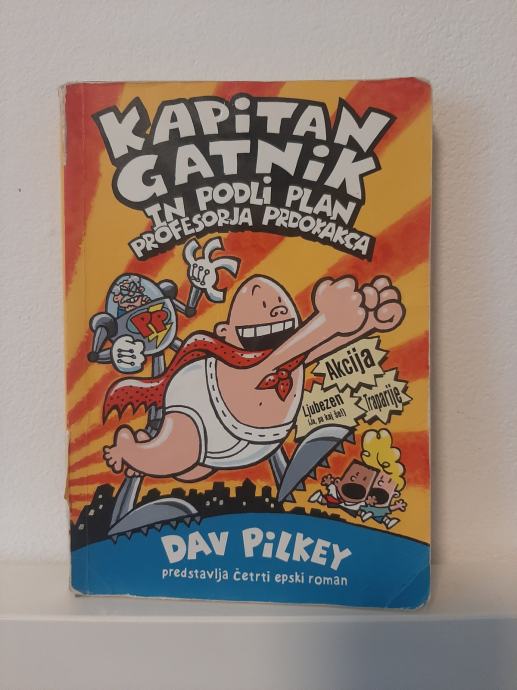 KAPiTAN
GATNiK
IN PODLi PLAN
PROFESORJA PRDOKAKCA
PP
Akcija
Ljubezen
(Ja, pa kaj še!)
Traparije
DAV PiLKEY
predstavlja četrti epski roman